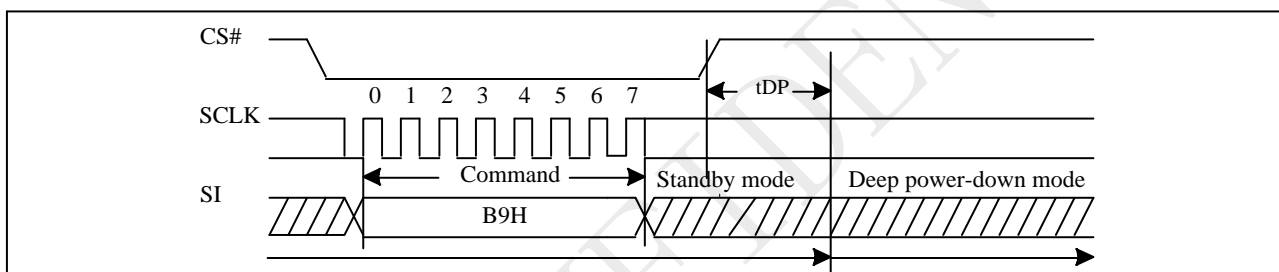 CS#
0 1 2 3 4 5 6 7
tDP
SCLK
Command
Standby mode
Deep power-down mode
SI
B9H